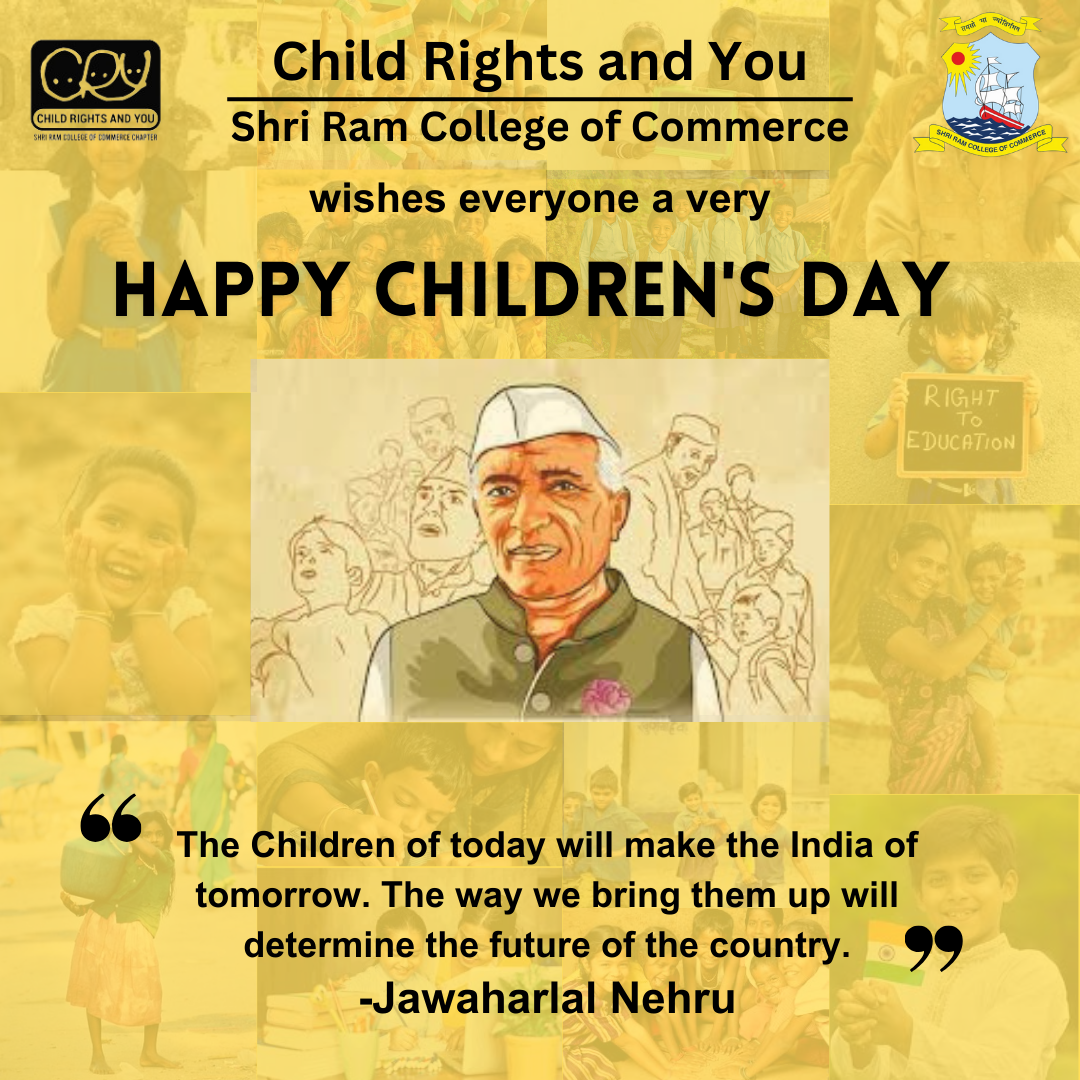 CRY
CHILD RIGHTS AND YOU
SHRI RAM COLLEGE OF COMMERCE CHAPTER
Child Rights and You
Shri Ram College of Commerce
तमसो मा ज्योतिर्गमय
SHRI RAM COLLEGE OF COMMERCE
wishes everyone a very
HAPPY CHILDREN'S DAY
RIGHT
TO
EDUCATION
“ The Children of today will make the India of
tomorrow. The way we bring them up will
determine the future of the country. ”
-Jawaharlal Nehru